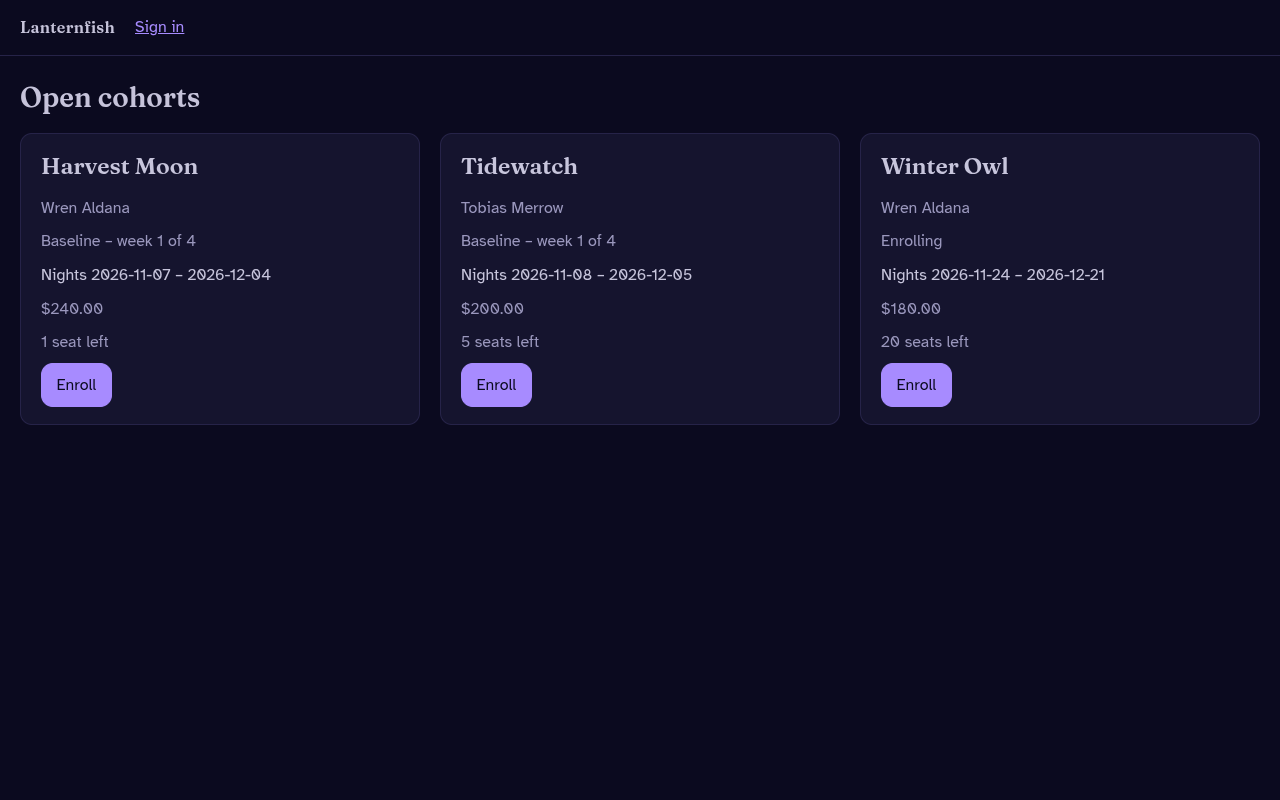 Lanternfish Sign in
Open cohorts
Harvest Moon
Wren Aldana
Baseline – week 1 of 4
Nights 2026-11-07 – 2026-12-04
$240.00
1 seat left
Enroll
Tidewatch
Tobias Merrow
Baseline – week 1 of 4
Nights 2026-11-08 – 2026-12-05
$200.00
5 seats left
Enroll
Winter Owl
Wren Aldana
Enrolling
Nights 2026-11-24 – 2026-12-21
$180.00
20 seats left
Enroll